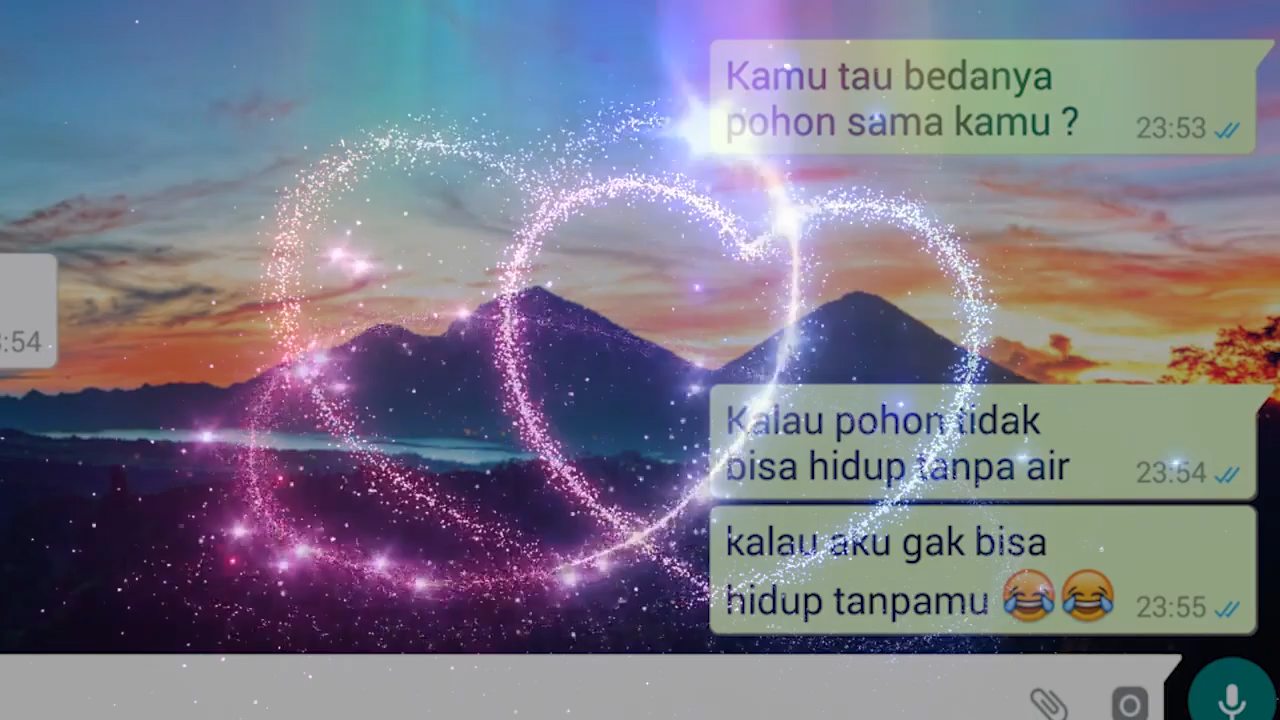 Kamu tau bedanya
pohon sama kamu ? 23:53
:54
Kalau pohon tidak
bisa hidup tanpa air 23:54
kalau aku gak bisa
hidup tanpamu 😂😂 23:55